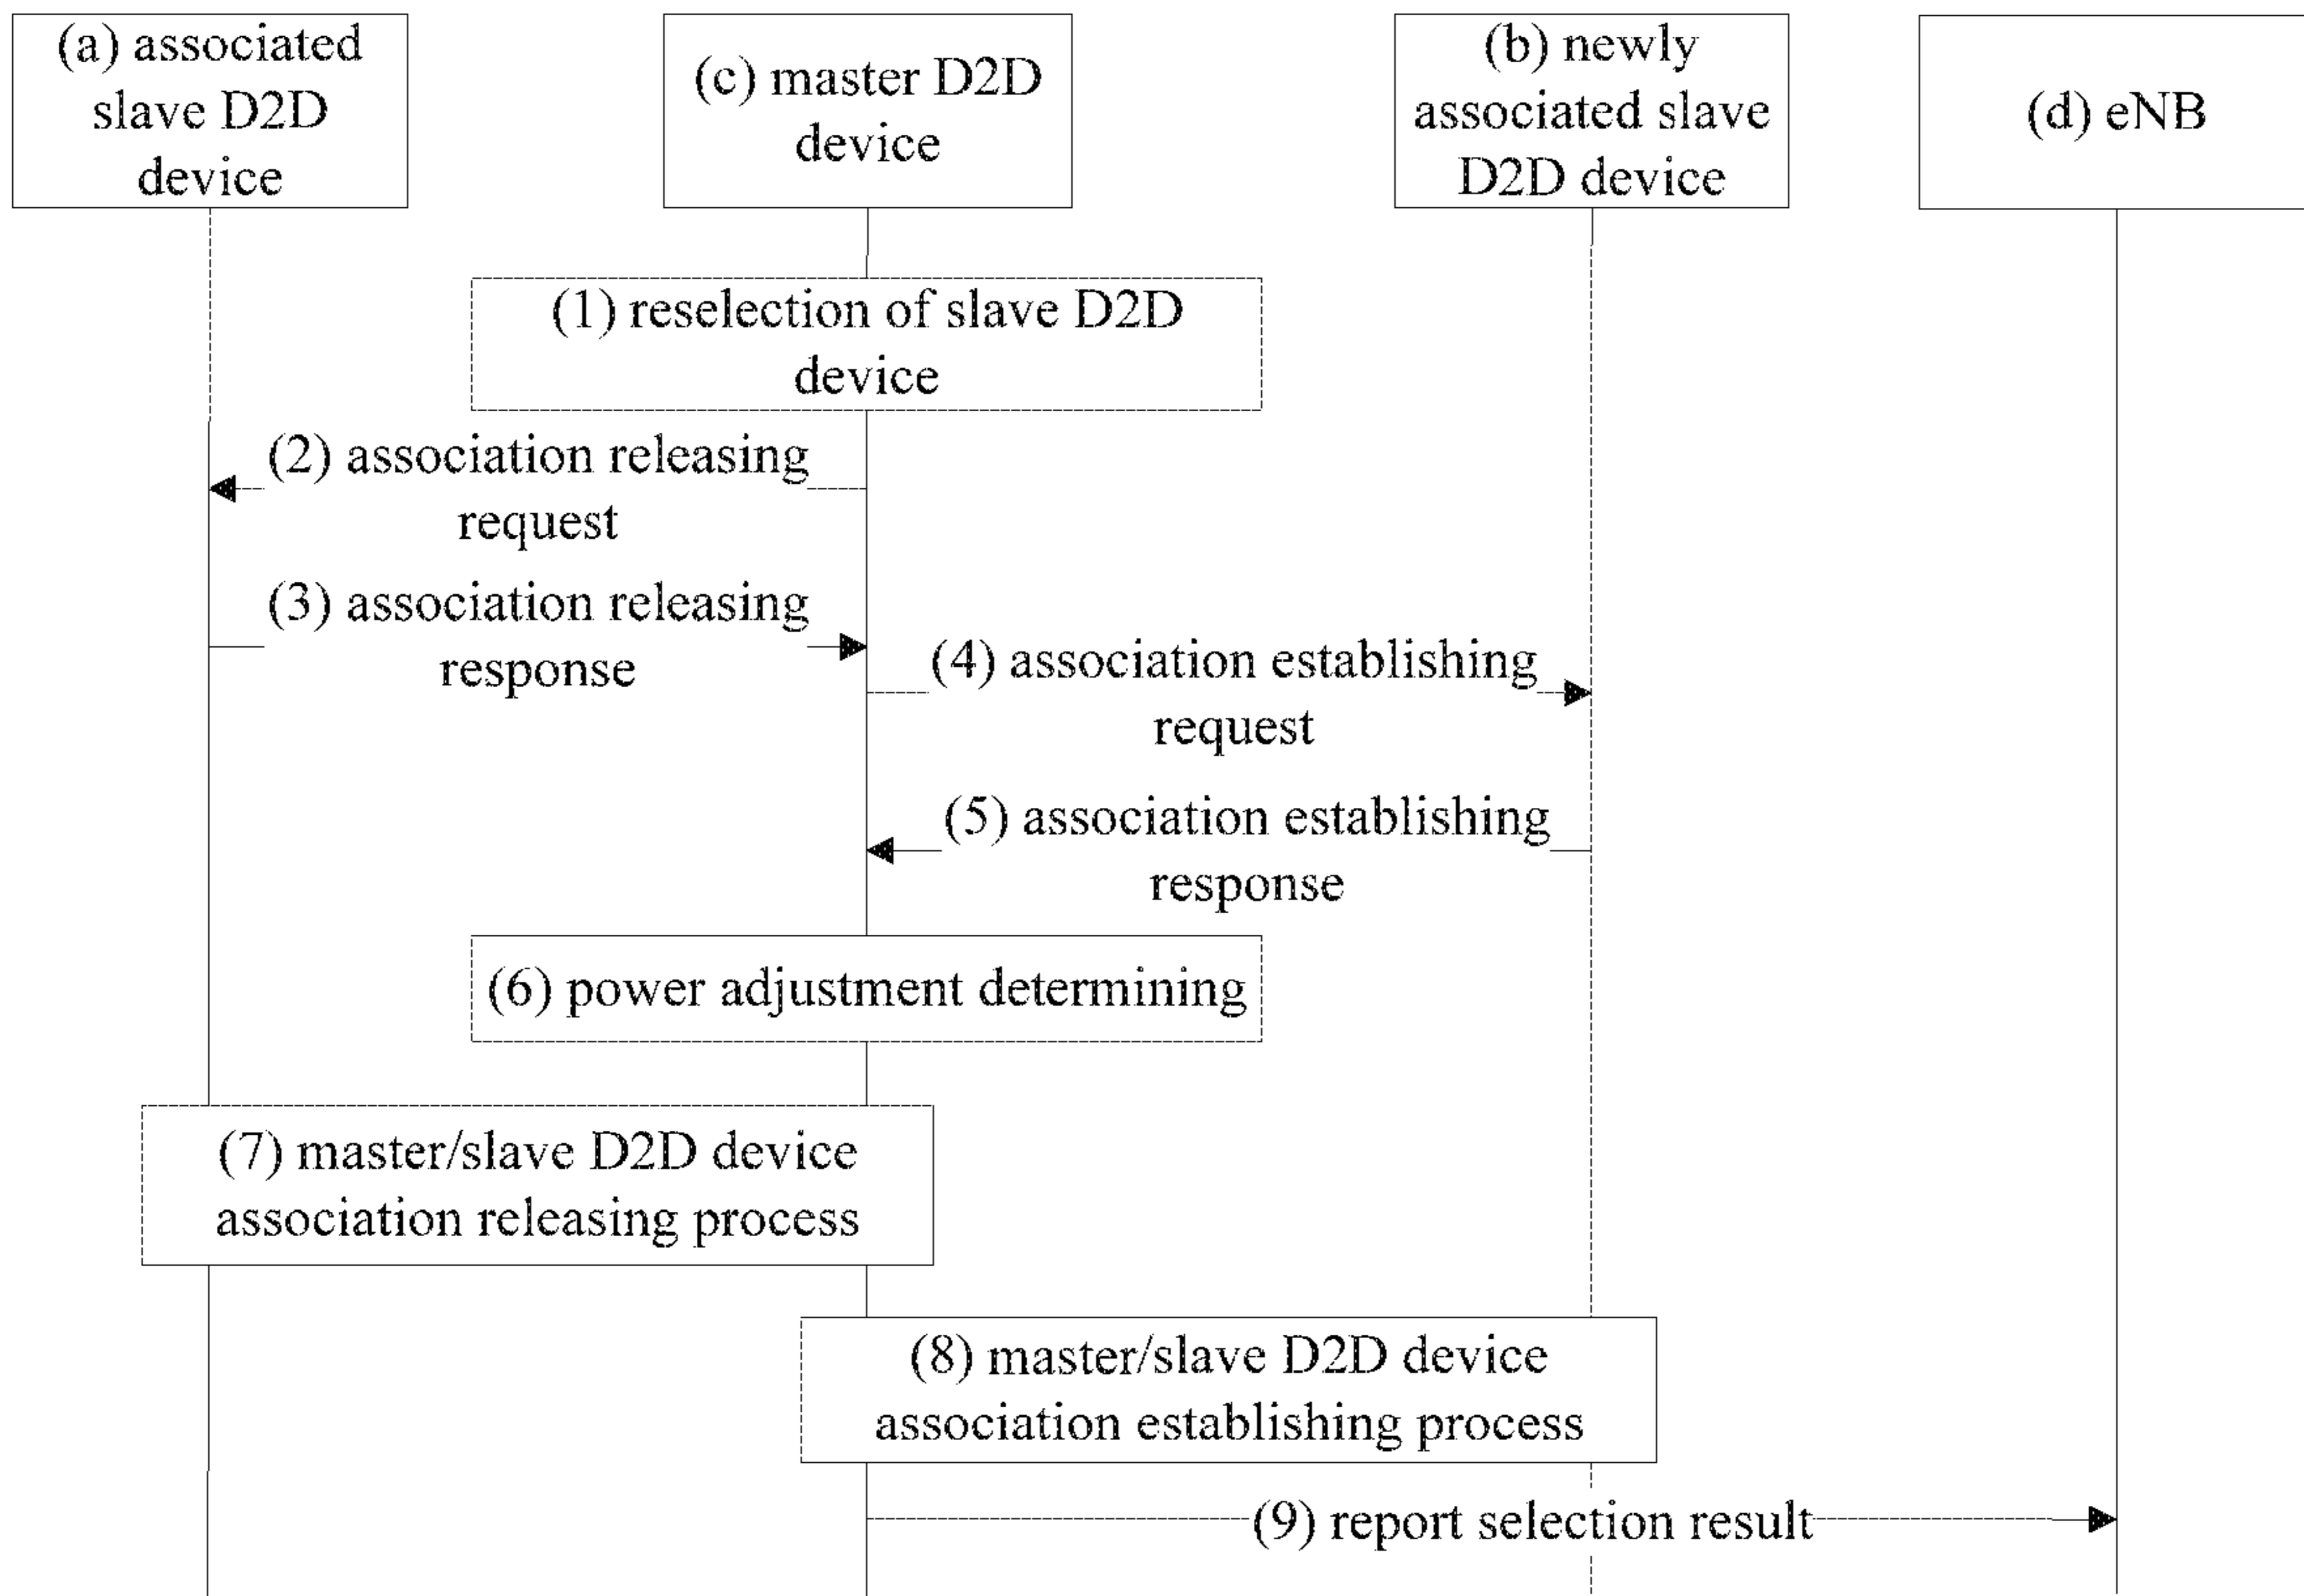 (a) associated
slave D2D
device
(c) master D2D
device
(b) newly
associated slave
D2D device
(d) eNB
(1) reselection of slave D2D
device
(2) association releasing
request
(3) association releasing
response
(4) association establishing
request
(5) association establishing
response
(6) power adjustment determining
(7) master/slave D2D device
association releasing process
(8) master/slave D2D device
association establishing process
(9) report selection result